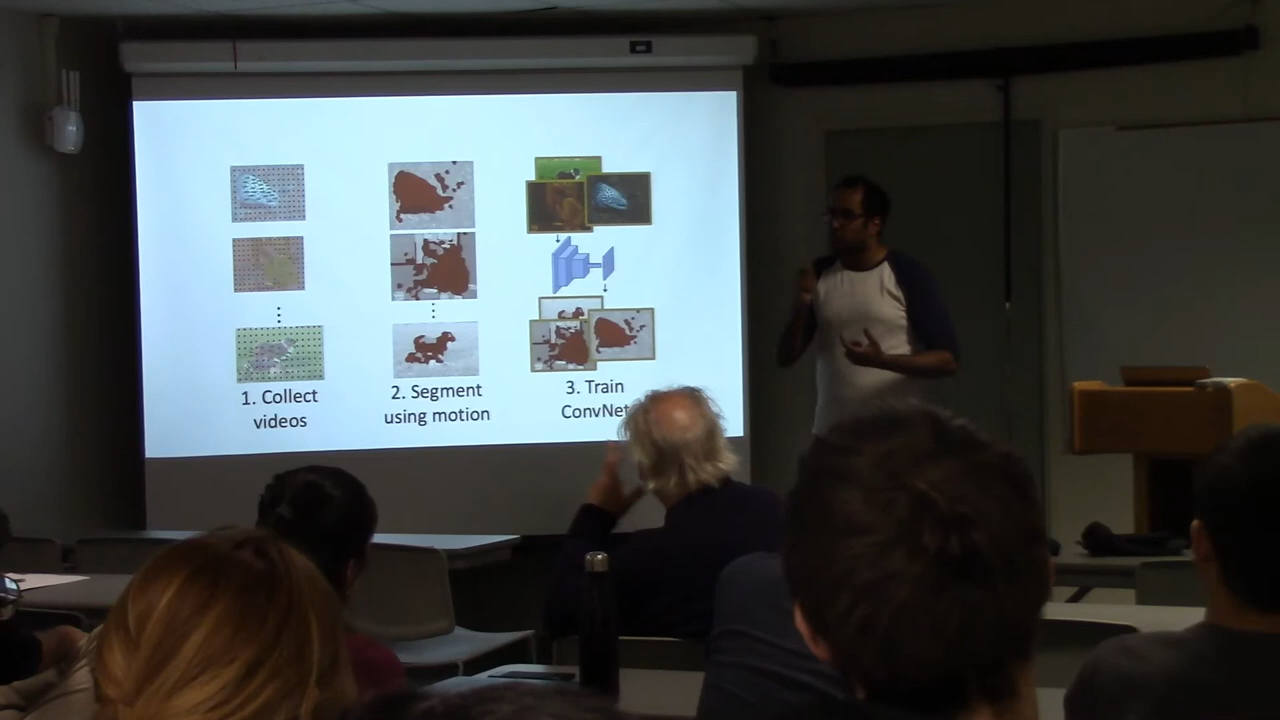 1. Collect
videos
2. Segment
using motion
3. Train
ConvNet